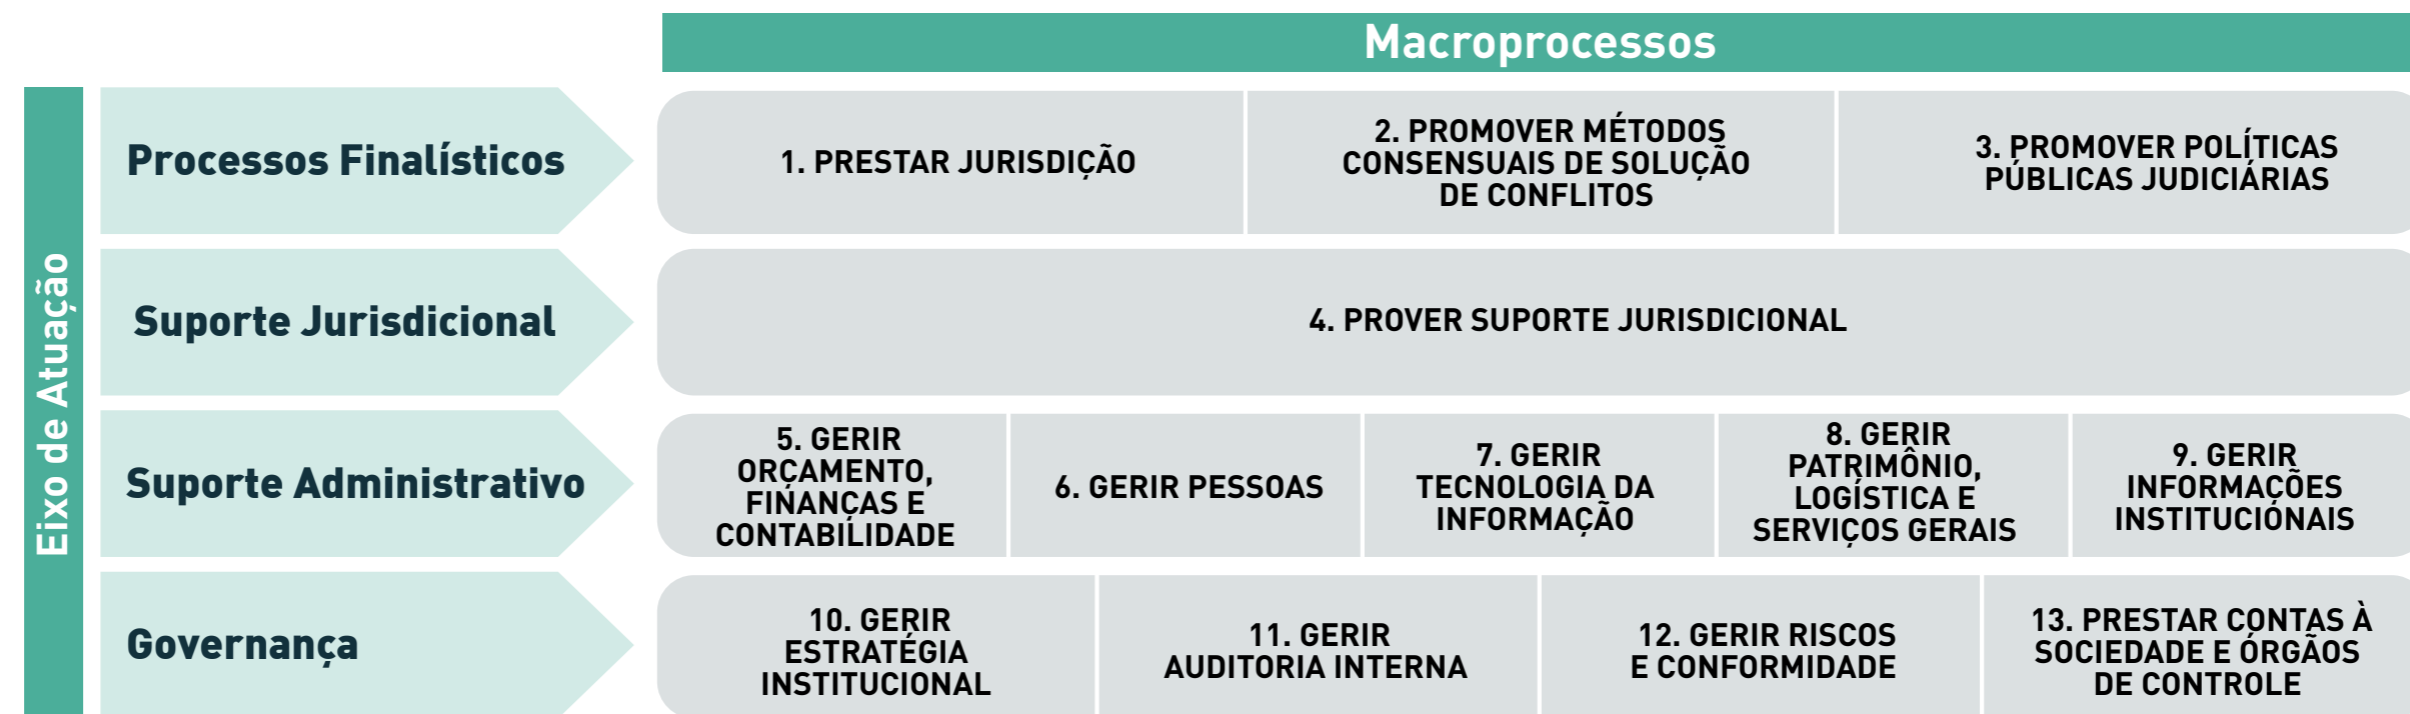 Macroprocessos
Eixo de Atuação
Processos Finalísticos
1. PRESTAR JURISDIÇÃO
2. PROMOVER MÉTODOS
CONSENSUAIS DE SOLUÇÃO
DE CONFLITOS
3. PROMOVER POLÍTICAS
PÚBLICAS JUDICIÁRIAS
Suporte Jurisdicional
4. PROVER SUPORTE JURISDICIONAL
Suporte Administrativo
5. GERIR
ORÇAMENTO,
FINANÇAS E
CONTABILIDADE
6. GERIR PESSOAS
7. GERIR
TECNOLOGIA DA
INFORMAÇÃO
8. GERIR
PATRIMÔNIO,
LOGÍSTICA E
SERVIÇOS GERAIS
9. GERIR
INFORMAÇÕES
INSTITUCIONAIS
Governança
10. GERIR
ESTRATÉGIA
INSTITUCIONAL
11. GERIR
AUDITORIA INTERNA
12. GERIR RISCOS
E CONFORMIDADE
13. PRESTAR CONTAS À
SOCIEDADE E ÓRGÃOS
DE CONTROLE